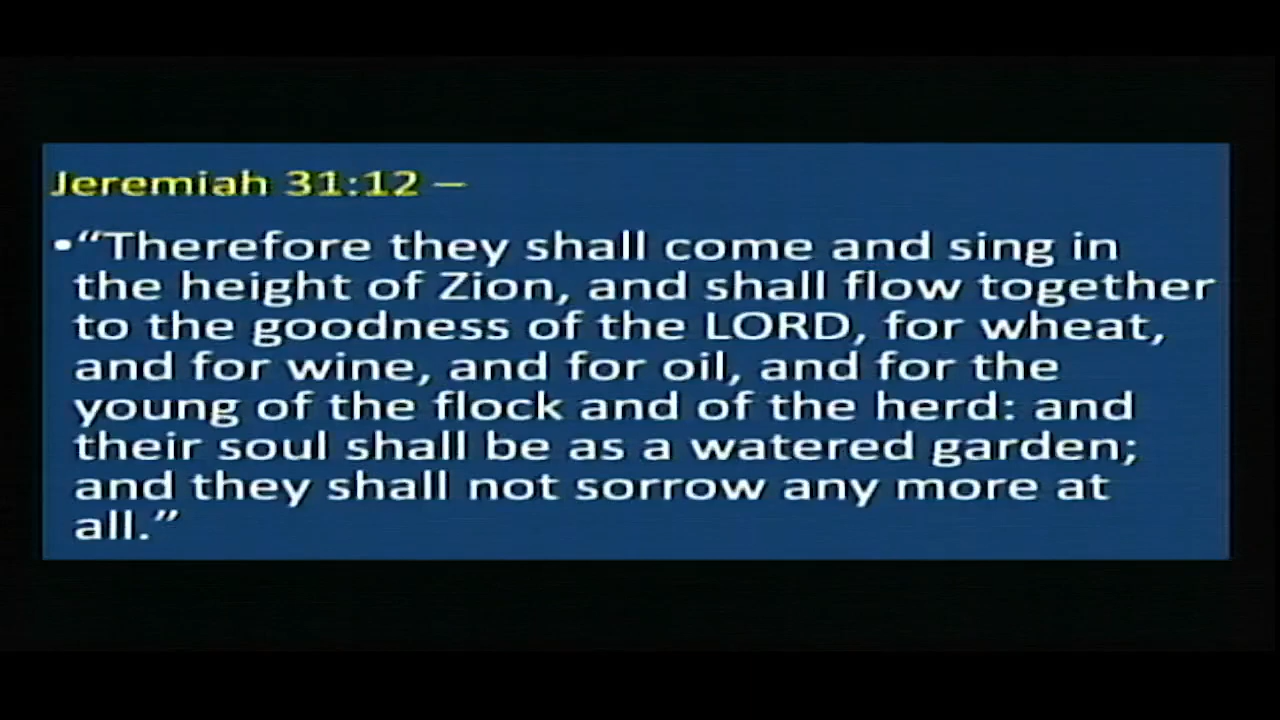 Jeremiah 31:12 –
•“Therefore they shall come and sing in
the height of Zion, and shall flow together
to the goodness of the LORD, for wheat,
and for wine, and for oil, and for the
young of the flock and of the herd: and
their soul shall be as a watered garden;
and they shall not sorrow any more at
all.”